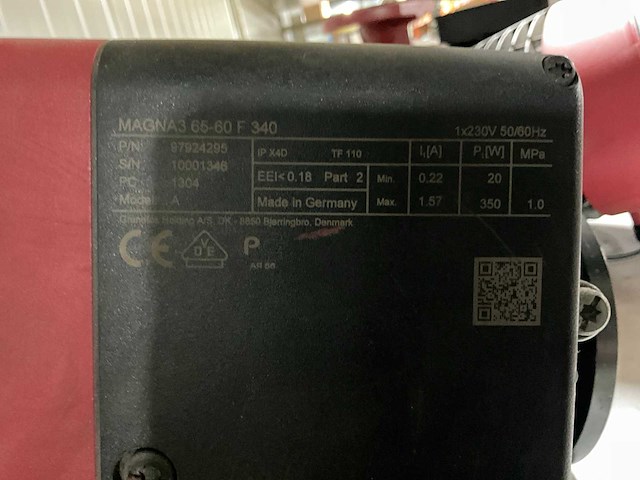 MAGNA3 65-60 F 340
1x230V 50/60Hz
P/N: 97924295
S/N: 10001348
PC: 1304
Model: A
IP X4D TF 110
EEI<0.18 Part 2
Made in Germany
I₁[A] P₁[W] MPa
Min. 0.22 20
Max. 1.57 350 1.0
Grundfos Holding A/S, DK - 8850 Bjerringbro, Denmark
CE
VDE
P